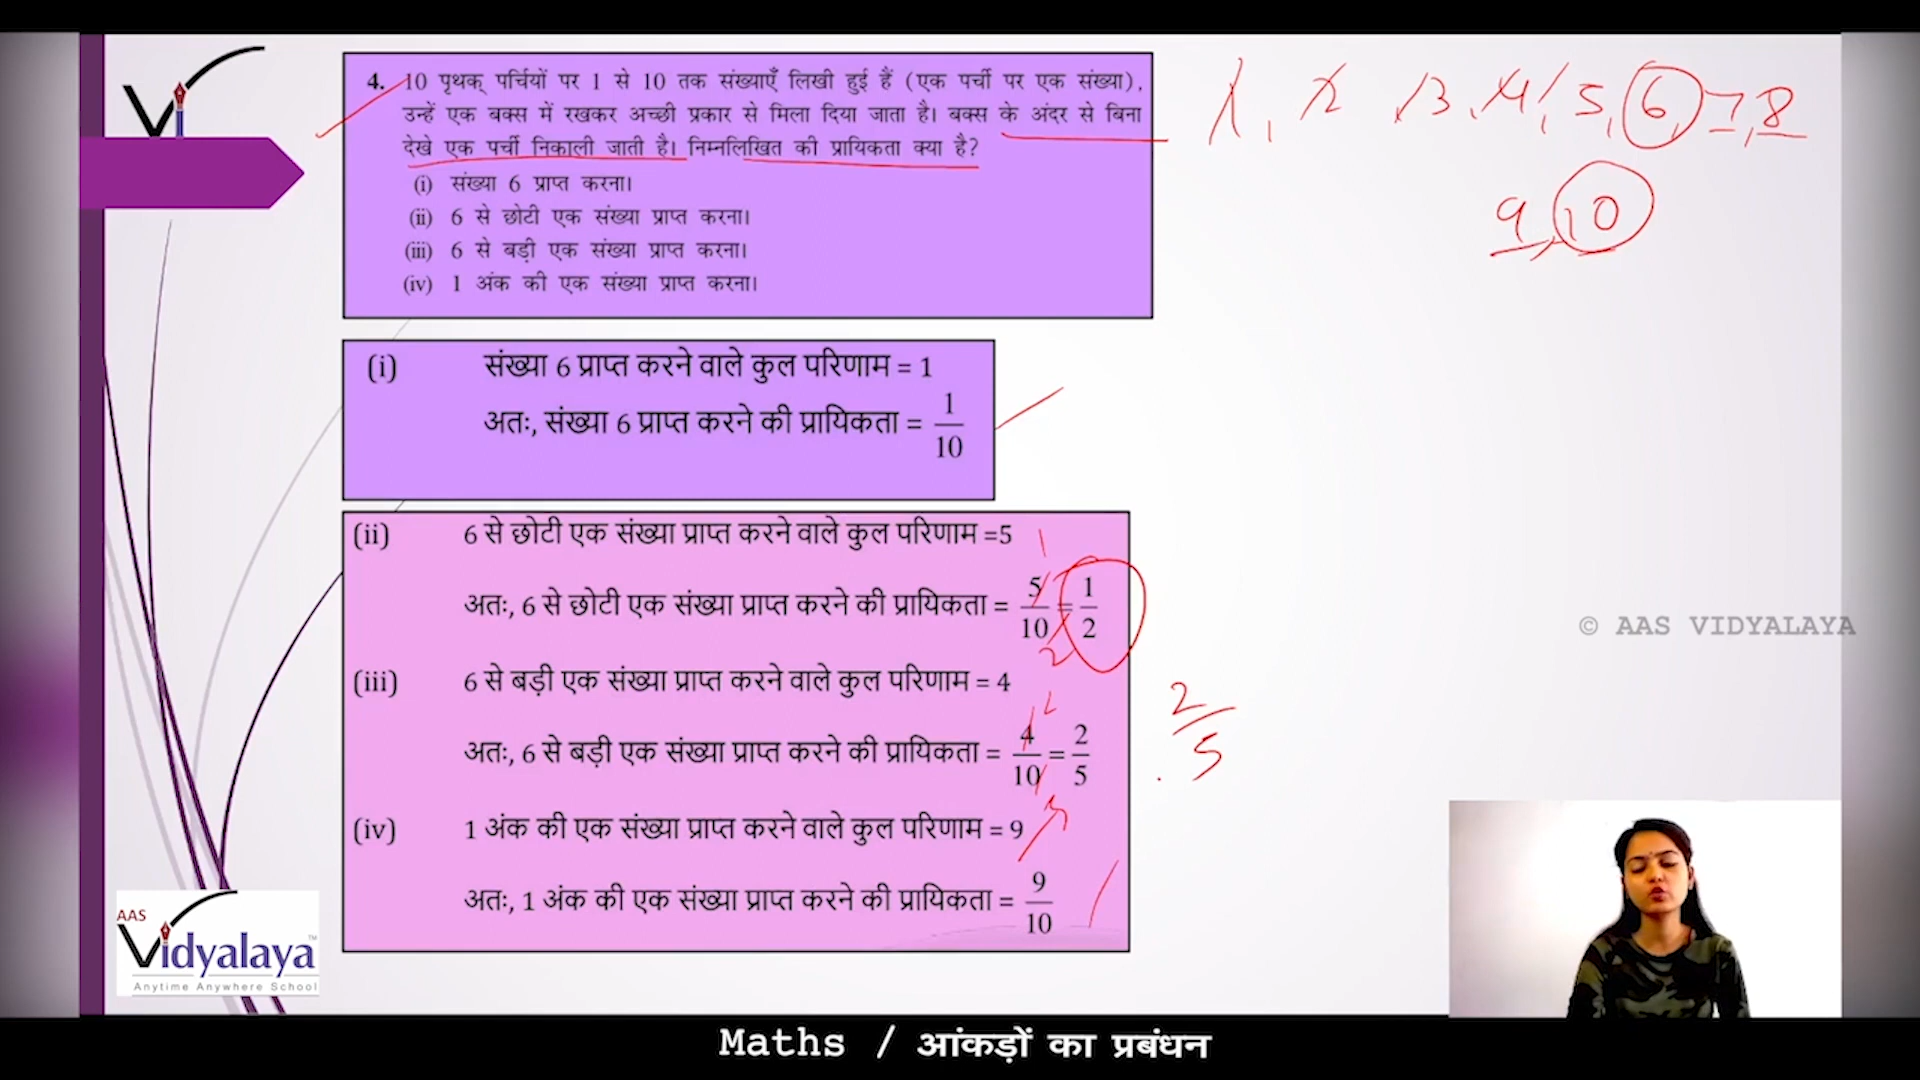 4. 10 पृथक् पर्चियों पर 1 से 10 तक संख्याएँ लिखी हुई हैं (एक पर्ची पर एक संख्या),
उन्हें एक बक्स में रखकर अच्छी प्रकार से मिला दिया जाता है। बक्स के अंदर से बिना
देखे एक पर्ची निकाली जाती है। निम्नलिखित की प्रायिकता क्या है?
(i) संख्या 6 प्राप्त करना।
(ii) 6 से छोटी एक संख्या प्राप्त करना।
(iii) 6 से बड़ी एक संख्या प्राप्त करना।
(iv) 1 अंक की एक संख्या प्राप्त करना।
1, 2, 3, 4, 5, 6, 7, 8
9, 10
(i) संख्या 6 प्राप्त करने वाले कुल परिणाम = 1
अतः, संख्या 6 प्राप्त करने की प्रायिकता = 1/10
(ii) 6 से छोटी एक संख्या प्राप्त करने वाले कुल परिणाम =5
1
अतः, 6 से छोटी एक संख्या प्राप्त करने की प्रायिकता = 5/10 = 1/2
2
(iii) 6 से बड़ी एक संख्या प्राप्त करने वाले कुल परिणाम = 4
अतः, 6 से बड़ी एक संख्या प्राप्त करने की प्रायिकता = 4/10 = 2/5
2/5
(iv) 1 अंक की एक संख्या प्राप्त करने वाले कुल परिणाम = 9
अतः, 1 अंक की एक संख्या प्राप्त करने की प्रायिकता = 9/10
© AAS VIDYALAYA
AAS
Vidyalaya™
Anytime Anywhere School
Maths / आंकड़ों का प्रबंधन